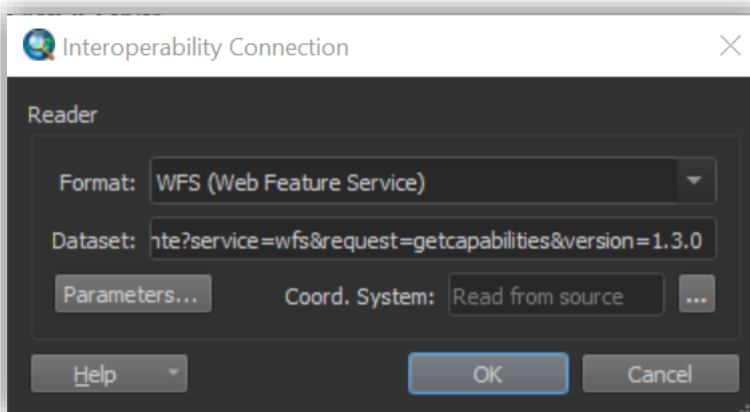 Interoperability Connection
Reader
Format: WFS (Web Feature Service)
Dataset: nte?service=wfs&request=getcapabilities&version=1.3.0
Parameters... Coord. System: Read from source ...
Help OK Cancel